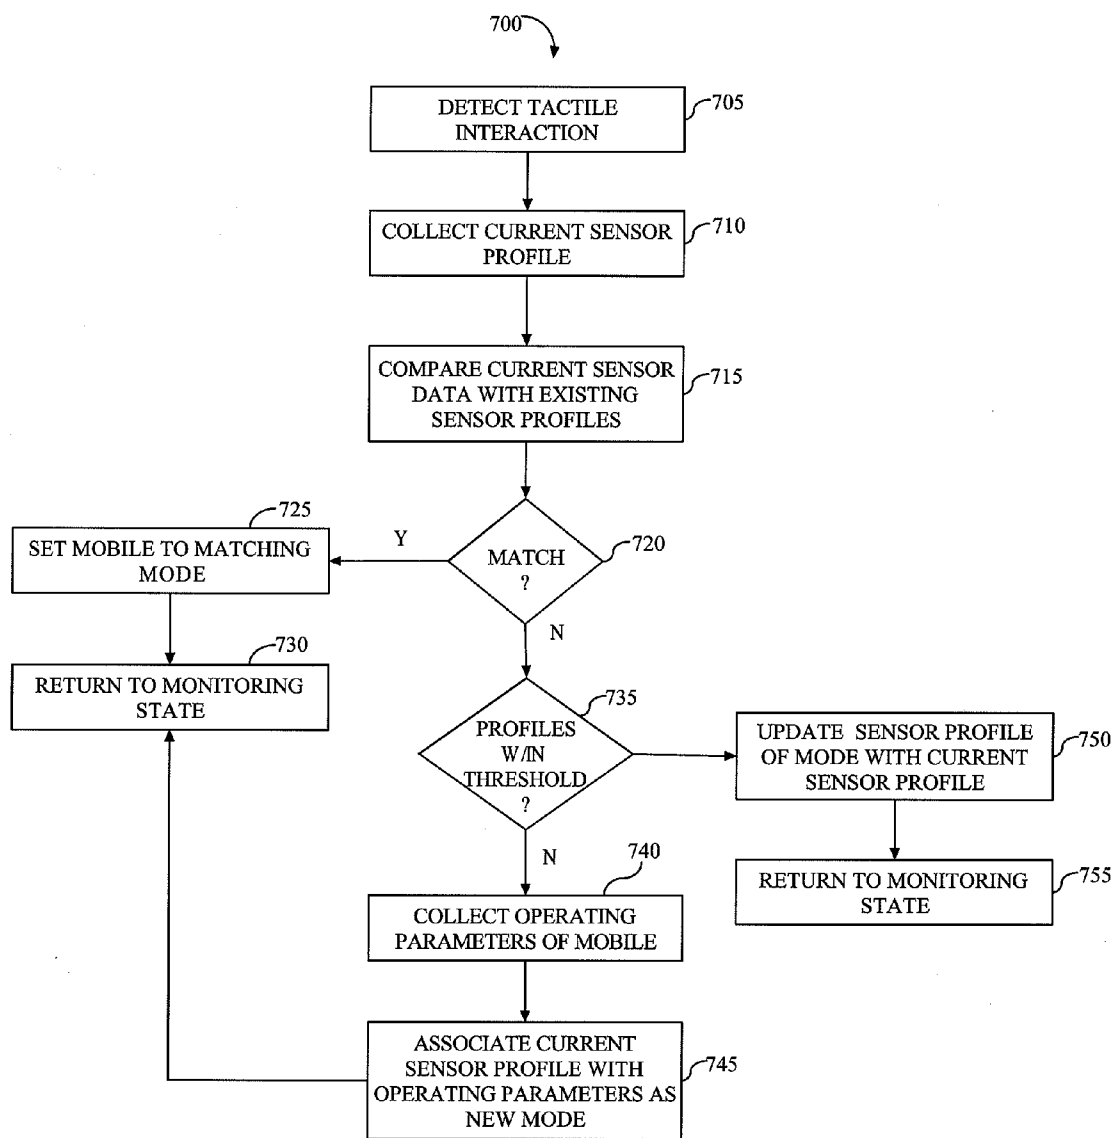 700
DETECT TACTILE
INTERACTION
705
COLLECT CURRENT SENSOR
PROFILE
710
COMPARE CURRENT SENSOR
DATA WITH EXISTING
SENSOR PROFILES
715
725
SET MOBILE TO MATCHING
MODE
Y
MATCH
?
720
N
730
RETURN TO MONITORING
STATE
735
PROFILES
W/IN
THRESHOLD
?
UPDATE SENSOR PROFILE
OF MODE WITH CURRENT
SENSOR PROFILE
750
N
740
RETURN TO MONITORING
STATE
755
COLLECT OPERATING
PARAMETERS OF MOBILE
ASSOCIATE CURRENT
SENSOR PROFILE WITH
OPERATING PARAMETERS AS
NEW MODE
745